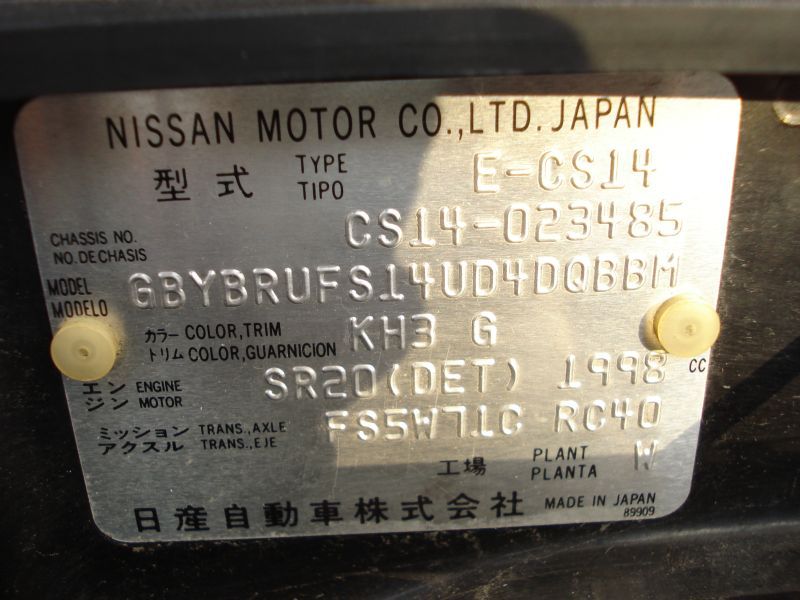 NISSAN MOTOR CO.,LTD. JAPAN
型式 TYPE TIPO E-CS14
CHASSIS NO. NO. DE CHASIS CS14-023485
MODEL MODELO GBYBRUFS14UD4DQBBM
カラー COLOR,TRIM KH3 G
トリム COLOR,GUARNICION
エンジン ENGINE MOTOR SR20(DET) 1998 CC
ミッション TRANS.,AXLE FS5W71C RC40
アクスル TRANS.,EJE
工場 PLANT PLANTA W
日産自動車株式会社 MADE IN JAPAN
89909